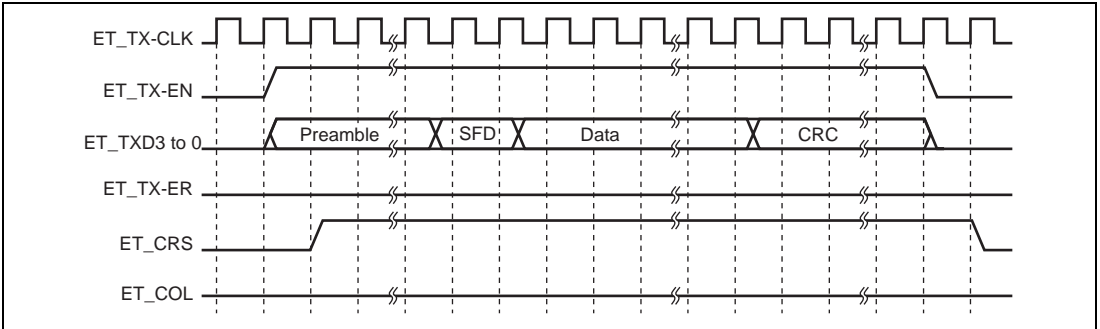 ET_TX-CLK
ET_TX-EN
ET_TXD3 to 0
Preamble
SFD
Data
CRC
ET_TX-ER
ET_CRS
ET_COL